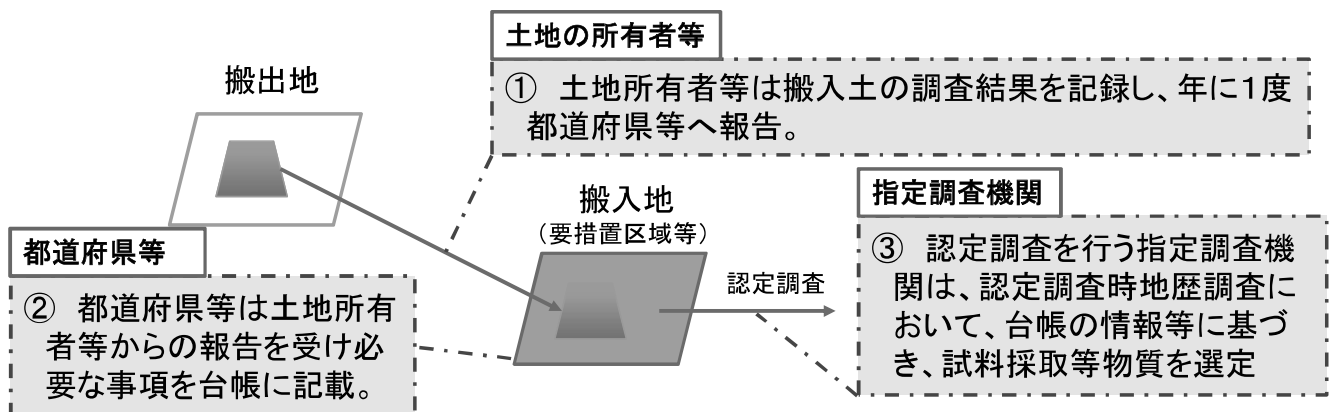 土地の所有者等
① 土地所有者等は搬入土の調査結果を記録し、年に1度
都道府県等へ報告。
搬出地
搬入地
(要措置区域等)
都道府県等
② 都道府県等は土地所有
者等からの報告を受け必
要な事項を台帳に記載。
認定調査
指定調査機関
③ 認定調査を行う指定調査機
関は、認定調査時地歴調査に
おいて、台帳の情報等に基づ
き、試料採取等物質を選定